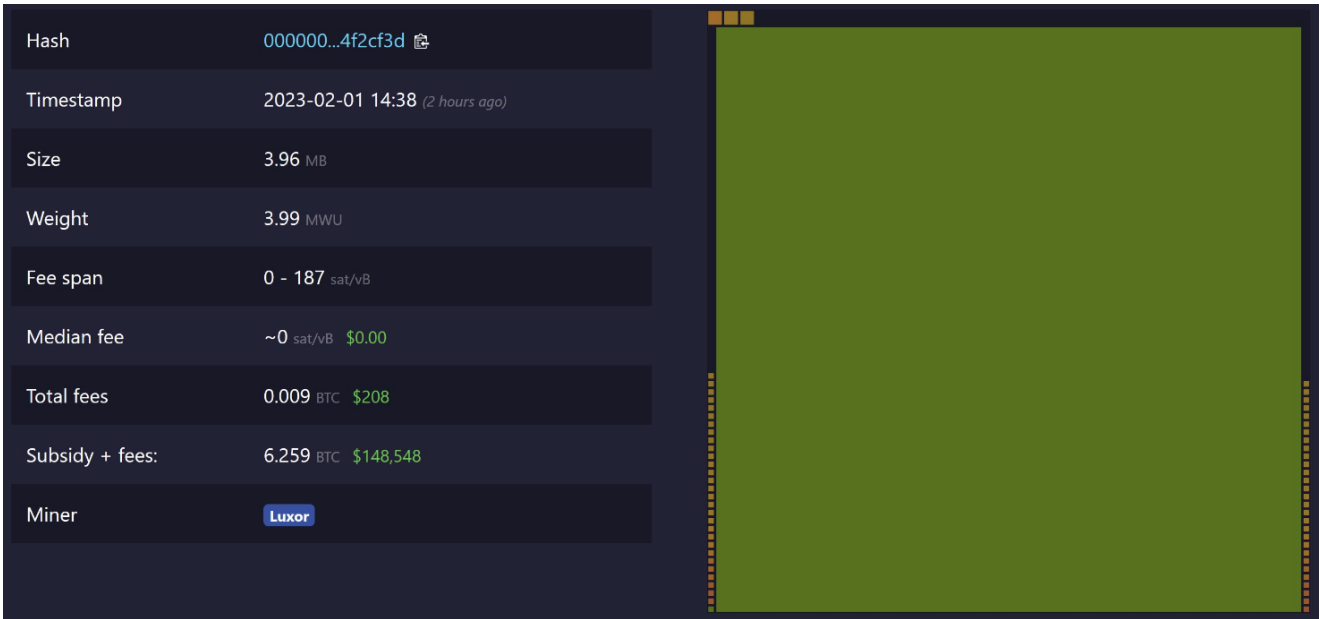 Hash 000000...4f2cf3d
Timestamp 2023-02-01 14:38 (2 hours ago)
Size 3.96 MB
Weight 3.99 MWU
Fee span 0 - 187 sat/vB
Median fee ~0 sat/vB $0.00
Total fees 0.009 BTC $208
Subsidy + fees: 6.259 BTC $148,548
Miner Luxor